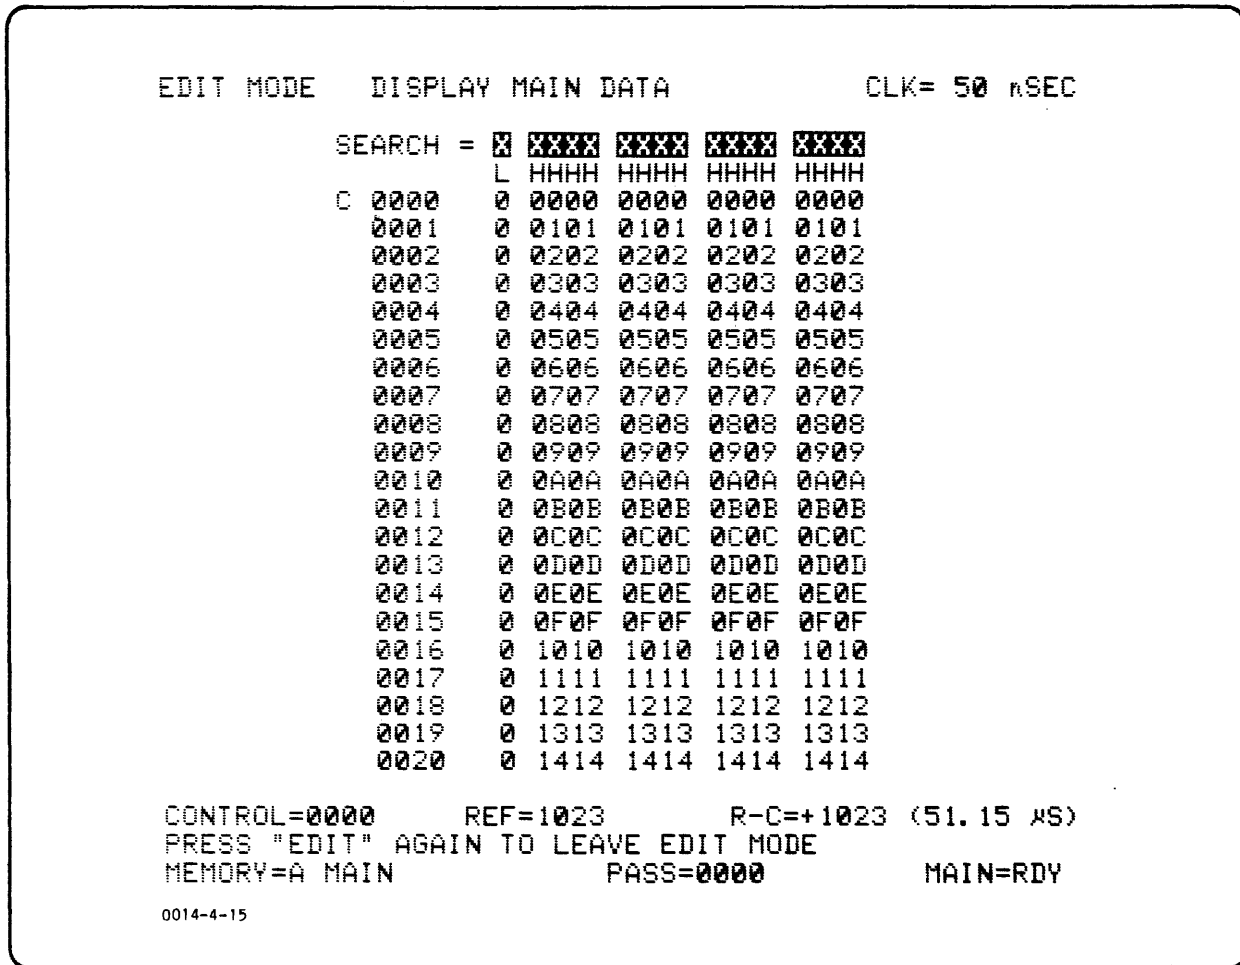 EDIT MODE DISPLAY MAIN DATA CLK= 50 nSEC
SEARCH = X XXXX XXXX XXXX XXXX
L HHHH HHHH HHHH HHHH
C 0000 0 0000 0000 0000 0000
0001 0 0101 0101 0101 0101
0002 0 0202 0202 0202 0202
0003 0 0303 0303 0303 0303
0004 0 0404 0404 0404 0404
0005 0 0505 0505 0505 0505
0006 0 0606 0606 0606 0606
0007 0 0707 0707 0707 0707
0008 0 0808 0808 0808 0808
0009 0 0909 0909 0909 0909
0010 0 0A0A 0A0A 0A0A 0A0A
0011 0 0B0B 0B0B 0B0B 0B0B
0012 0 0C0C 0C0C 0C0C 0C0C
0013 0 0D0D 0D0D 0D0D 0D0D
0014 0 0E0E 0E0E 0E0E 0E0E
0015 0 0F0F 0F0F 0F0F 0F0F
0016 0 1010 1010 1010 1010
0017 0 1111 1111 1111 1111
0018 0 1212 1212 1212 1212
0019 0 1313 1313 1313 1313
0020 0 1414 1414 1414 1414
CONTROL=0000 REF=1023 R-C=+1023 (51.15 µS)
PRESS "EDIT" AGAIN TO LEAVE EDIT MODE
MEMORY=A MAIN PASS=0000 MAIN=RDY
0014-4-15